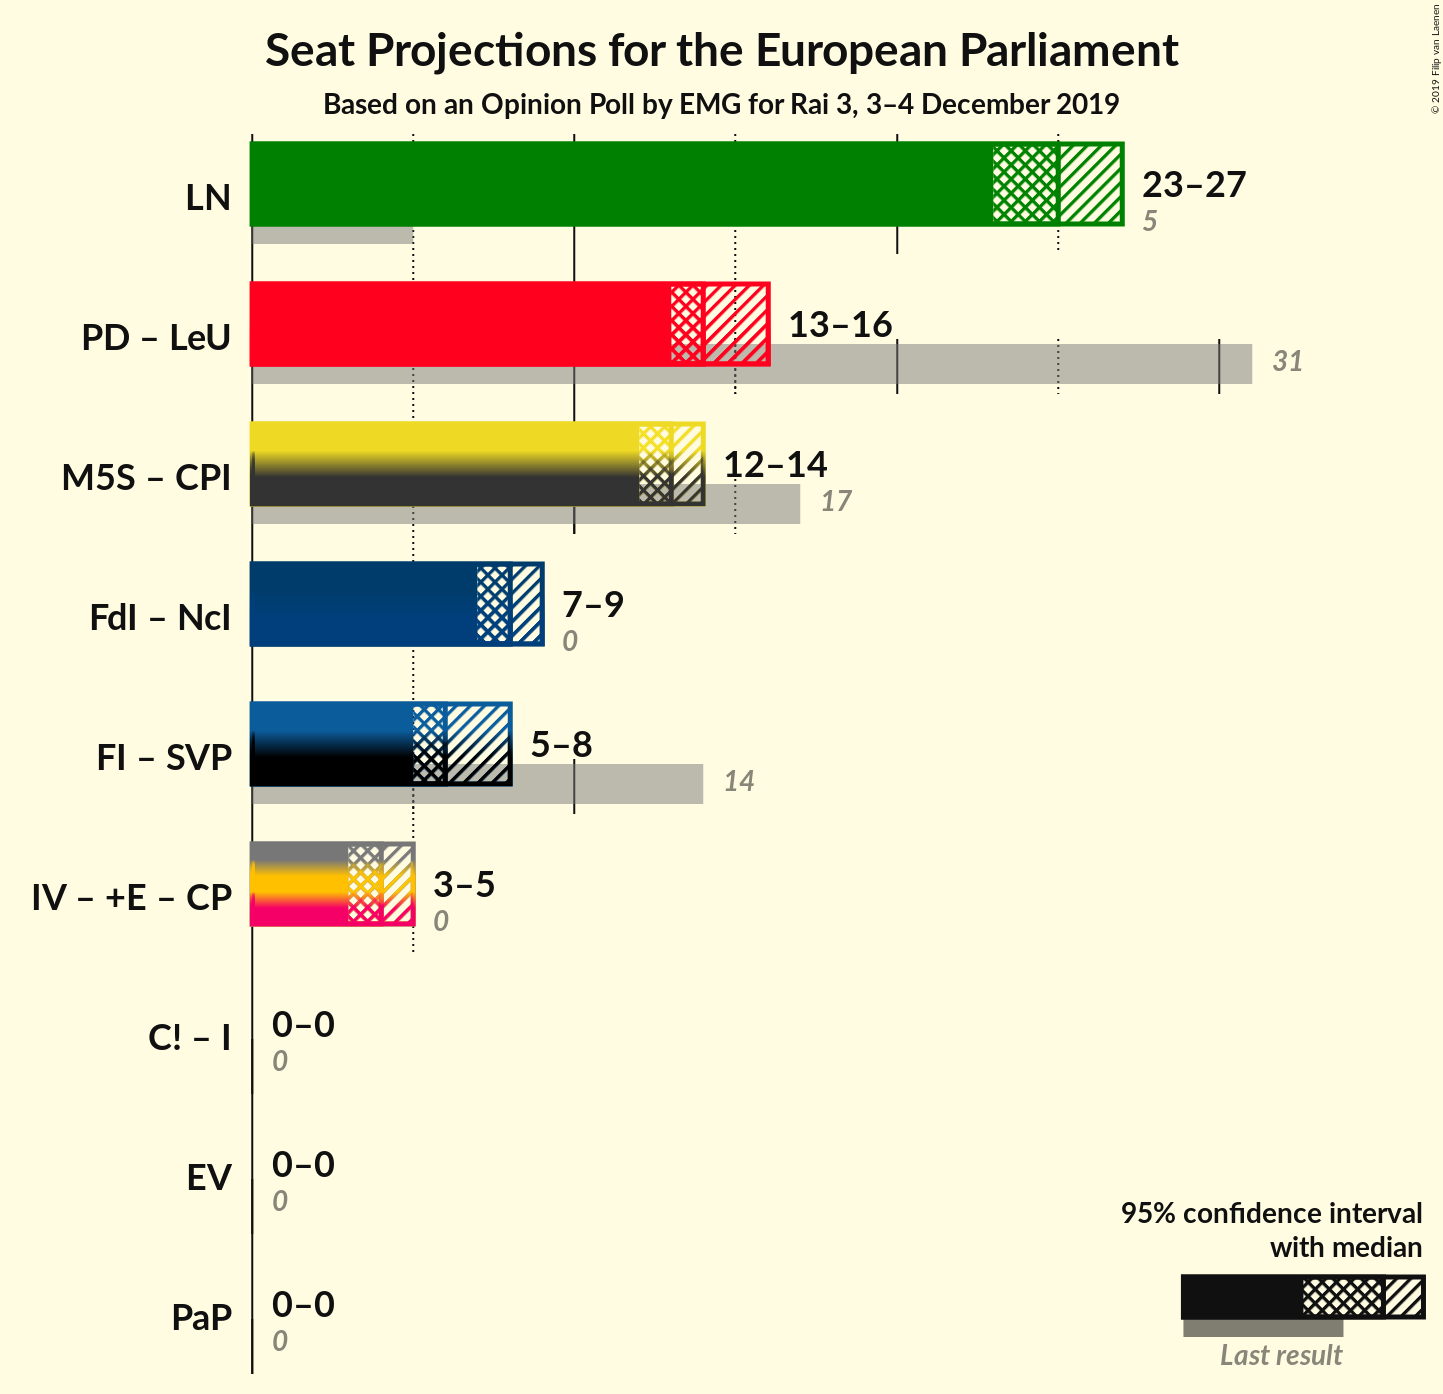 Seat Projections for the European Parliament
Based on an Opinion Poll by EMG for Rai 3, 3–4 December 2019
© 2019 Filip van Laenen
LN
23–27
5
PD – LeU
13–16
31
M5S – CPI
12–14
17
FdI – NcI
7–9
0
FI – SVP
5–8
14
IV – +E – CP
3–5
0
C! – I
0–0
0
EV
0–0
0
PaP
0–0
0
95% confidence interval
with median
Last result